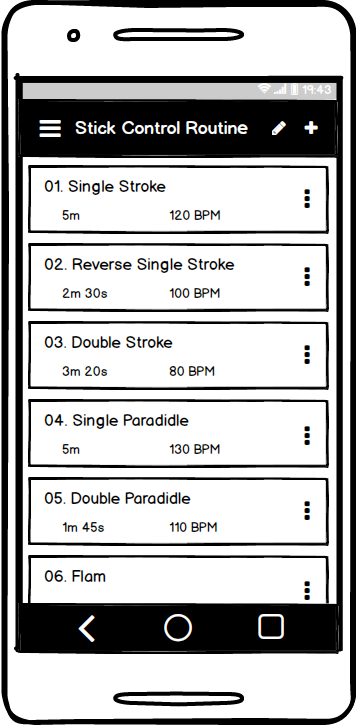 19:43
Stick Control Routine
01. Single Stroke
5m 120 BPM
02. Reverse Single Stroke
2m 30s 100 BPM
03. Double Stroke
3m 20s 80 BPM
04. Single Paradidle
5m 130 BPM
05. Double Paradidle
1m 45s 110 BPM
06. Flam